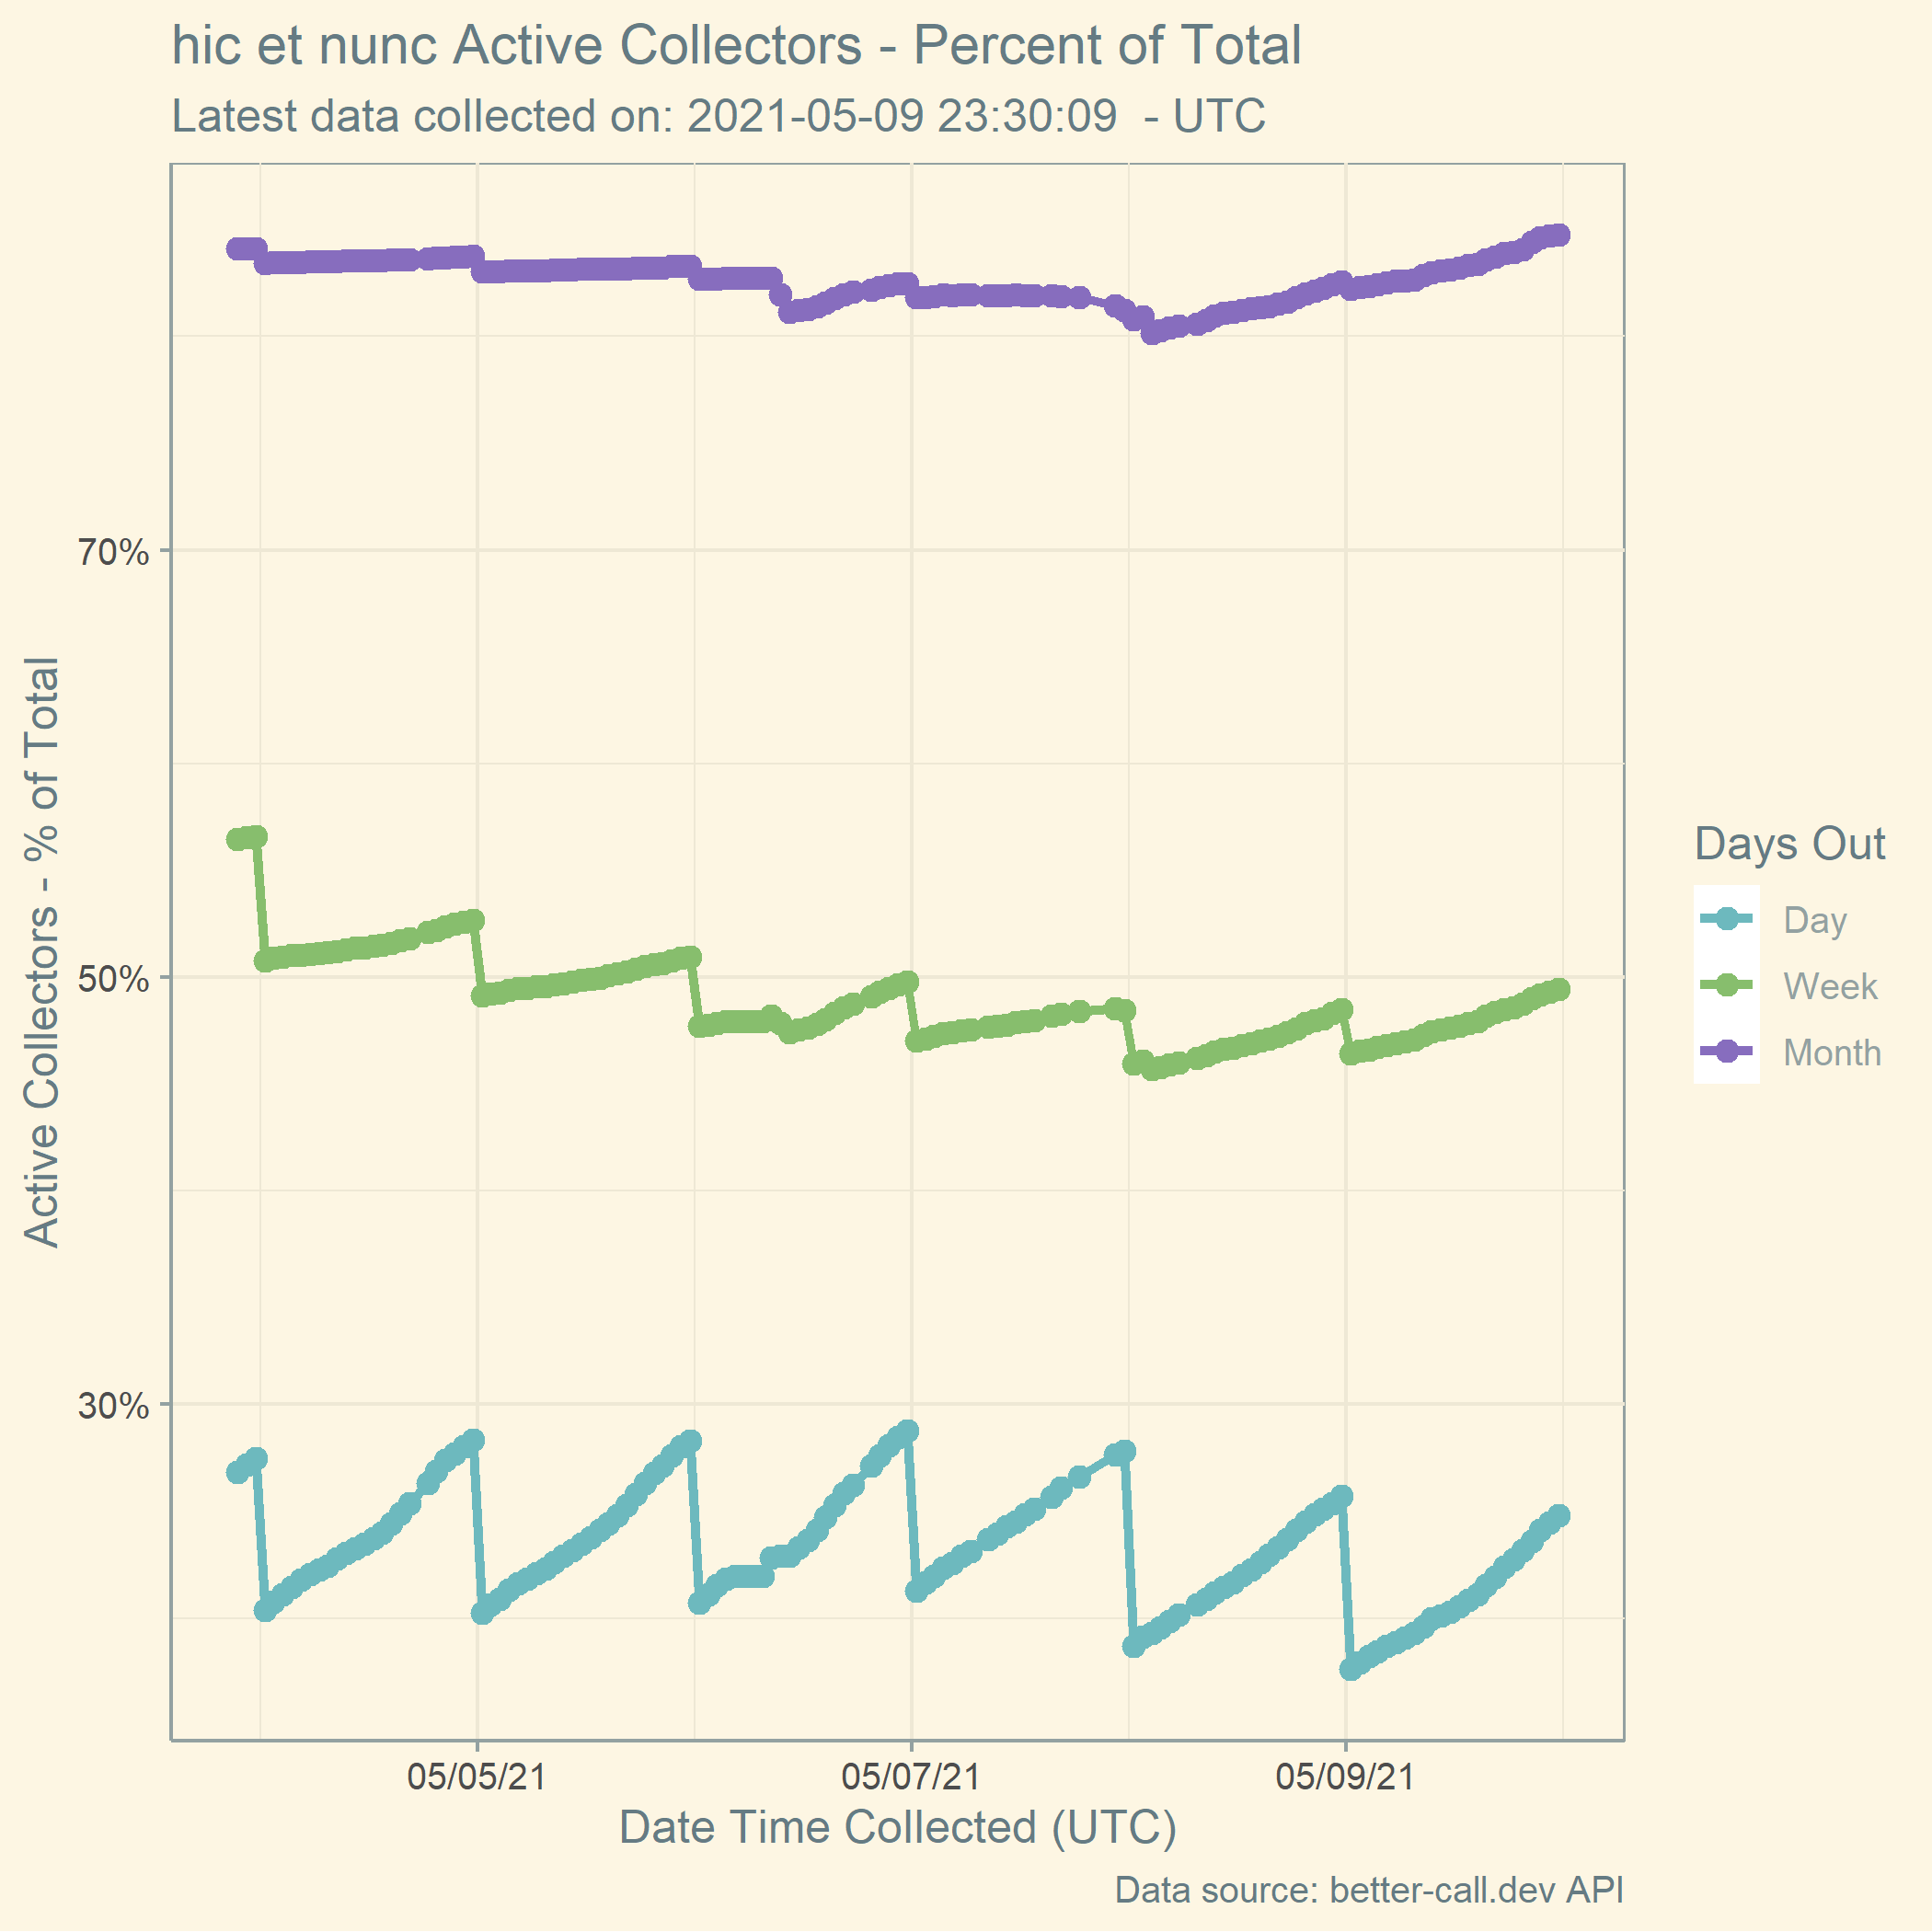 hic et nunc Active Collectors - Percent of Total
Latest data collected on: 2021-05-09 23:30:09  - UTC
Active Collectors - % of Total
70%
50%
30%
05/05/21
05/07/21
05/09/21
Date Time Collected (UTC)
Days Out
Day
Week
Month
Data source: better-call.dev API